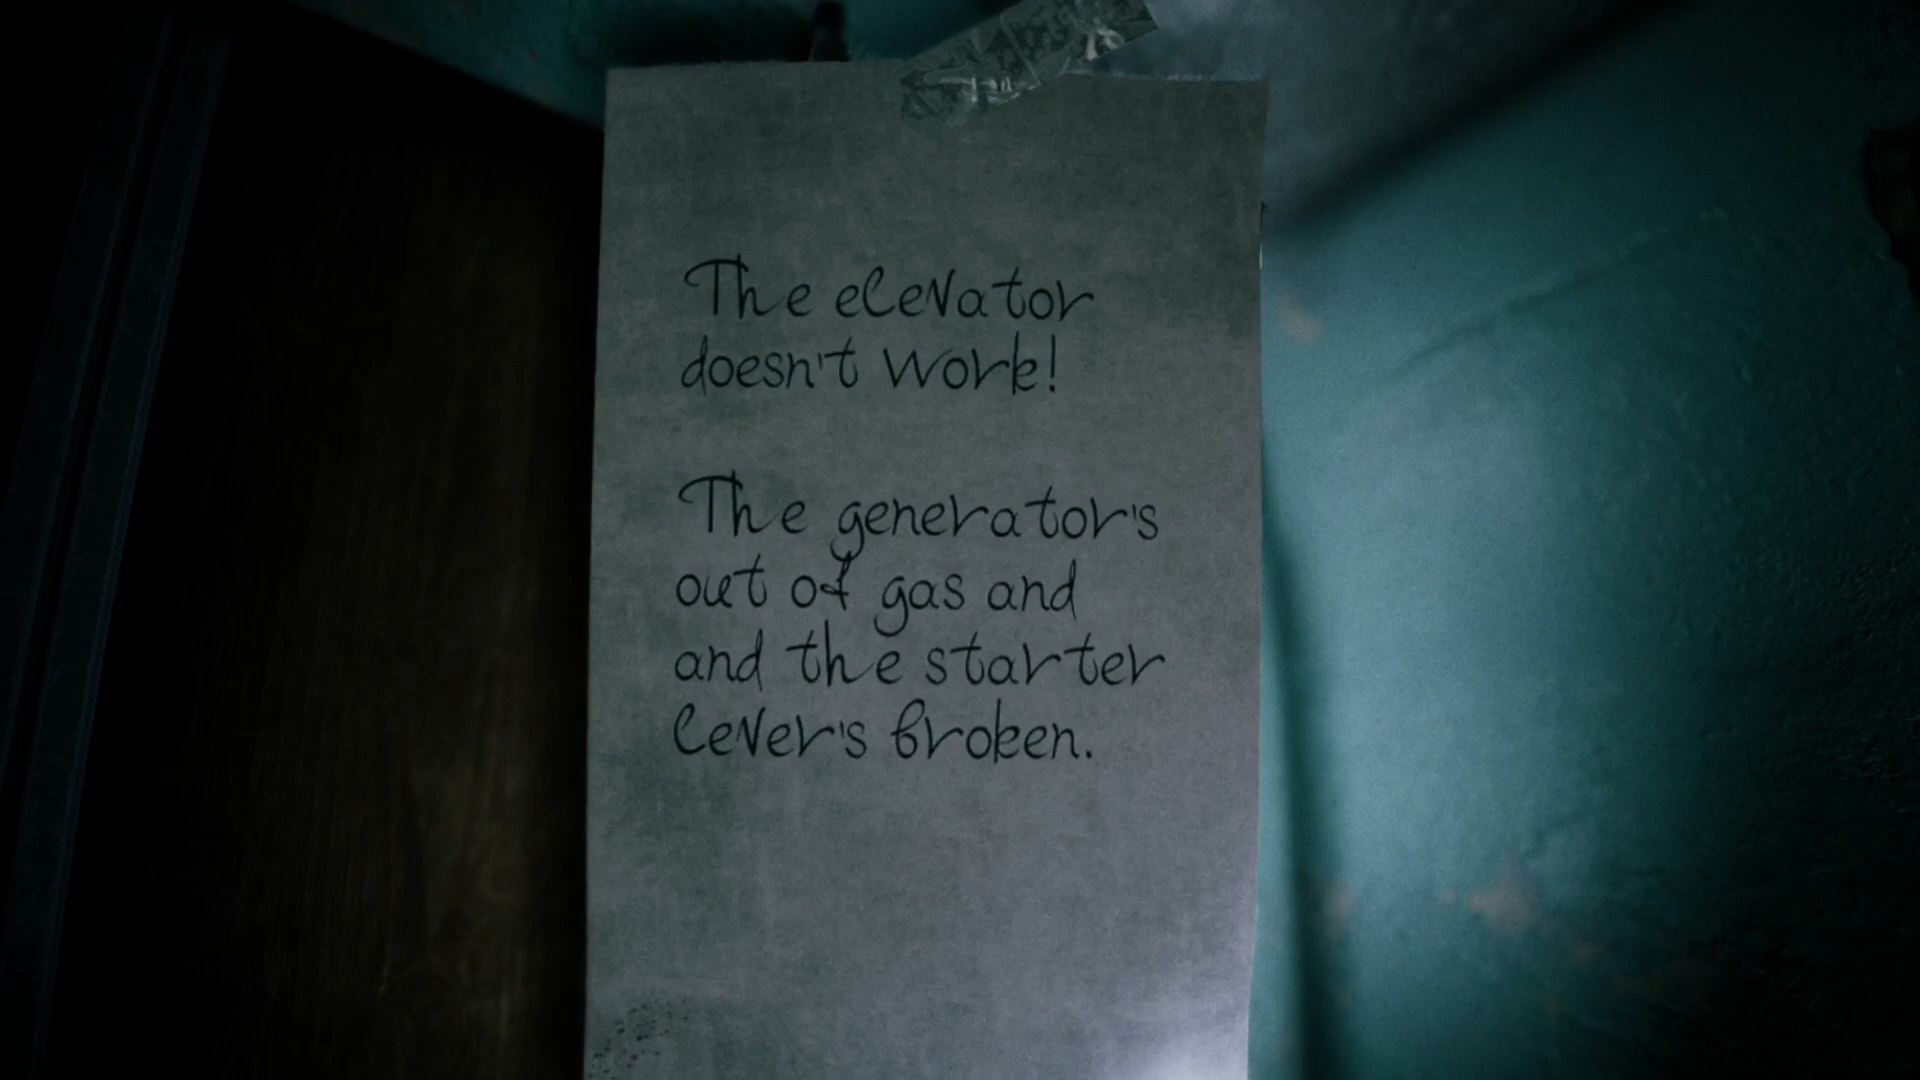 The elevator
doesn't work!
The generator's
out of gas and
and the starter
lever's broken.